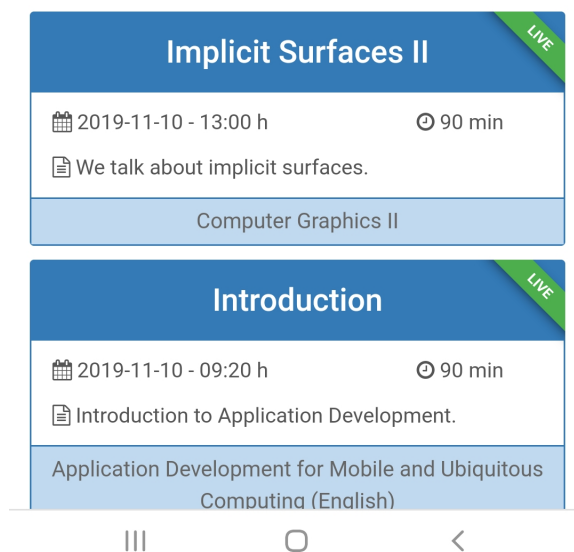 Implicit Surfaces II
LIVE
2019-11-10 - 13:00 h 90 min
We talk about implicit surfaces.
Computer Graphics II
Introduction
LIVE
2019-11-10 - 09:20 h 90 min
Introduction to Application Development.
Application Development for Mobile and Ubiquitous
Computing (English)